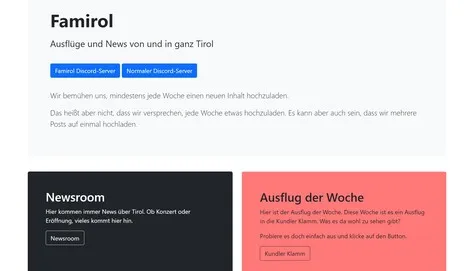 Famirol
Ausflüge und News von und in ganz Tirol
Famirol Discord-Server
Normaler Discord-Server
Wir bemühen uns, mindestens jede Woche einen neuen Inhalt hochzuladen.
Das heißt aber nicht, dass wir versprechen, jede Woche etwas hochzuladen. Es kann aber auch sein, dass wir mehrere
Posts auf einmal hochladen.
Newsroom
Hier kommen immer News über Tirol. Ob Konzert oder
Eröffnung, vieles kommt hier hin.
Newsroom
Ausflug der Woche
Hier ist der Ausflug der Woche. Diese Woche ist es ein Ausflug
in die Kundler Klamm. Was es da wohl zu sehen gibt?
Probiere es doch einfach aus und klicke auf den Button.
Kundler Klamm